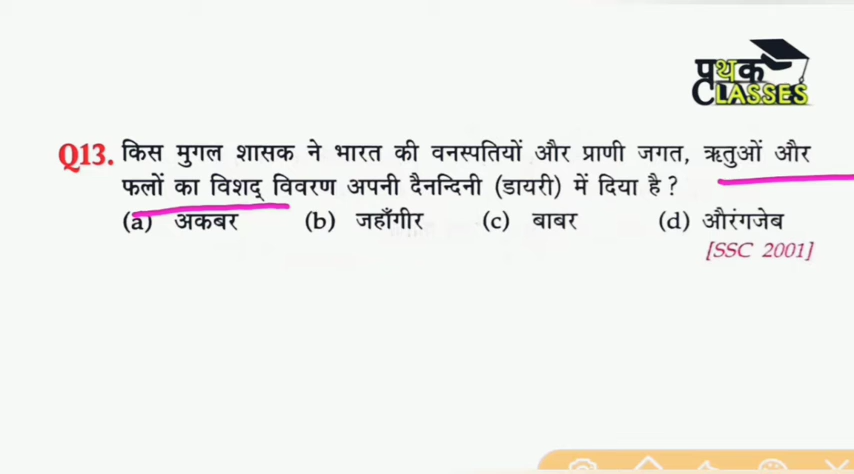 पथक
CLASSES
Q13. किस मुगल शासक ने भारत की वनस्पतियों और प्राणी जगत, ऋतुओं और
फलों का विशद् विवरण अपनी दैनन्दिनी (डायरी) में दिया है ?
(a) अकबर (b) जहाँगीर (c) बाबर (d) औरंगजेब
[SSC 2001]